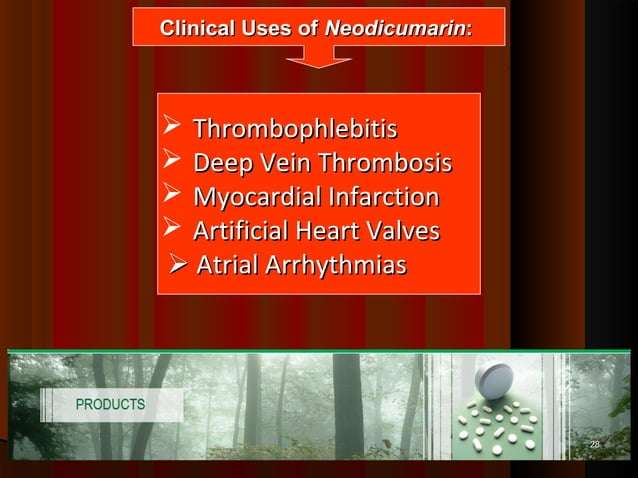 Clinical Uses of Neodicumarin:
➢ Thrombophlebitis
➢ Deep Vein Thrombosis
➢ Myocardial Infarction
➢ Artificial Heart Valves
➢ Atrial Arrhythmias
PRODUCTS
28